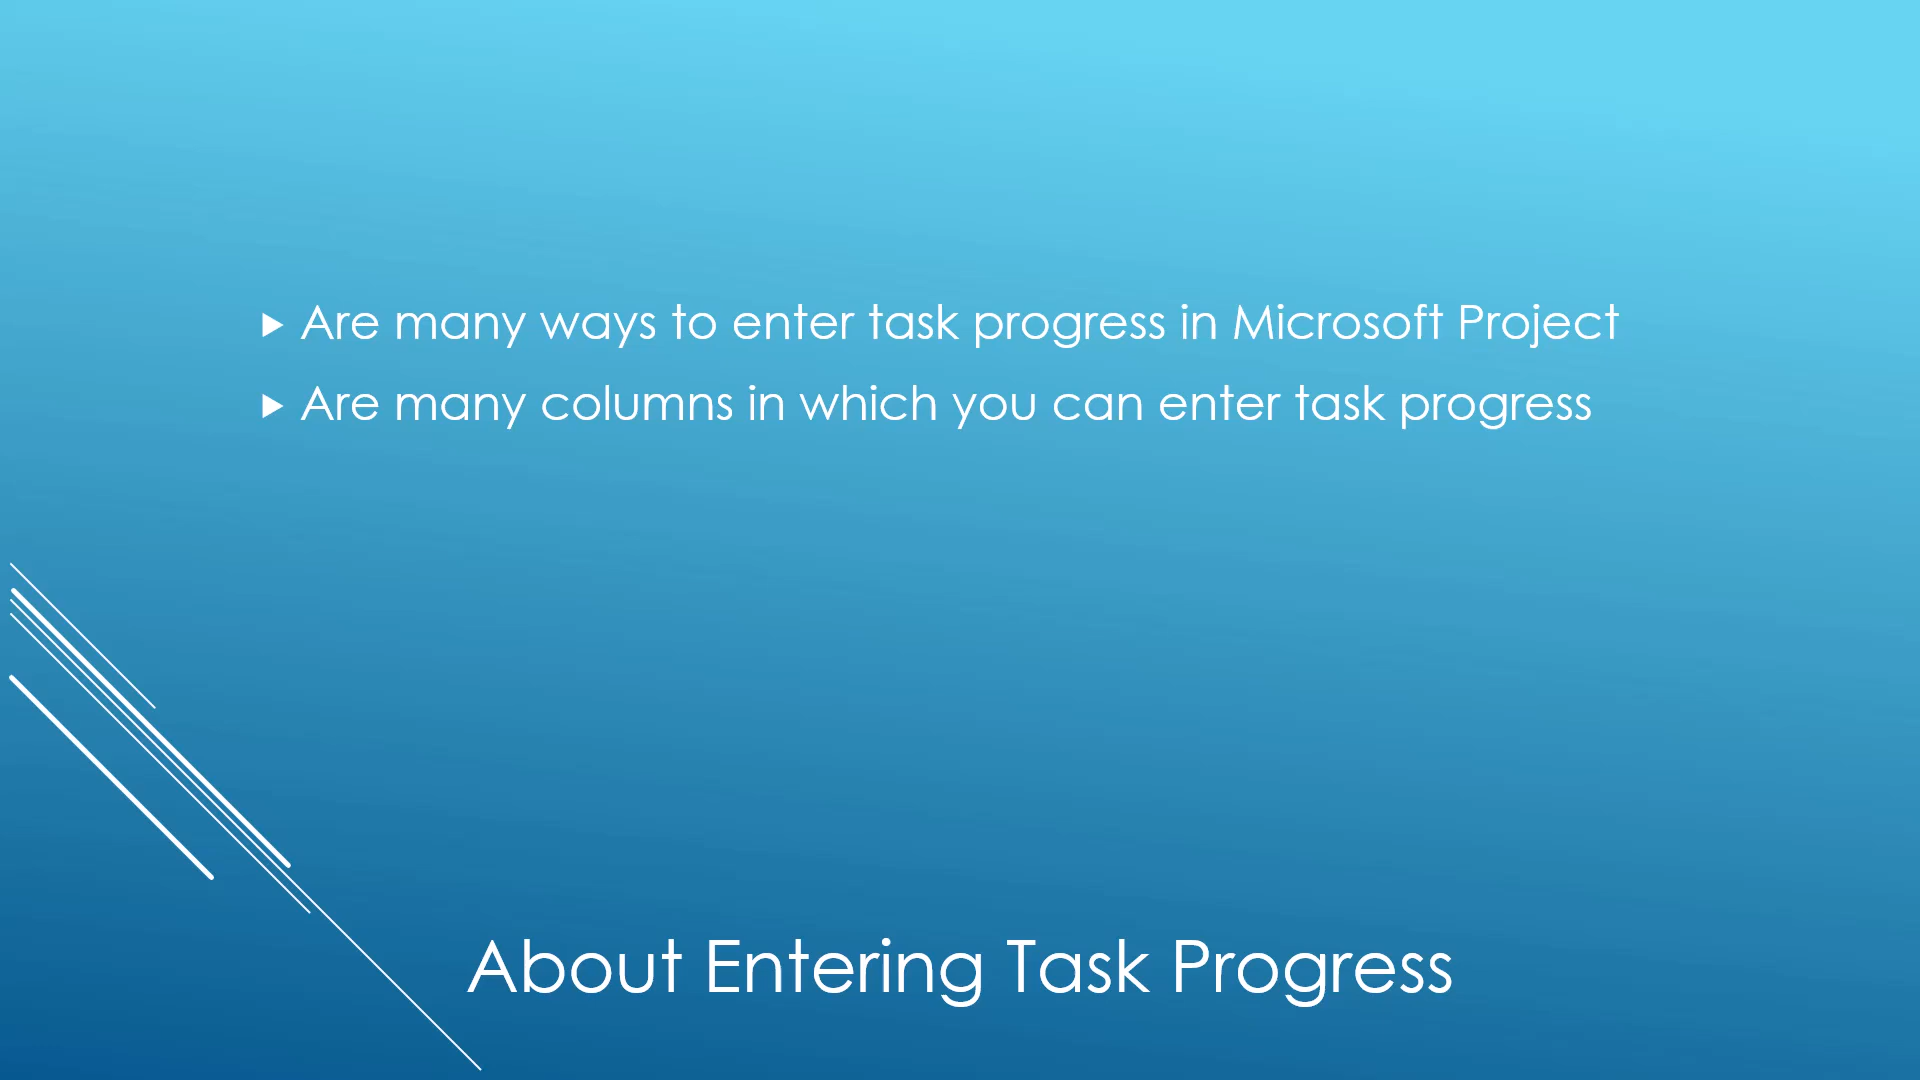 Are many ways to enter task progress in Microsoft Project
Are many columns in which you can enter task progress
About Entering Task Progress